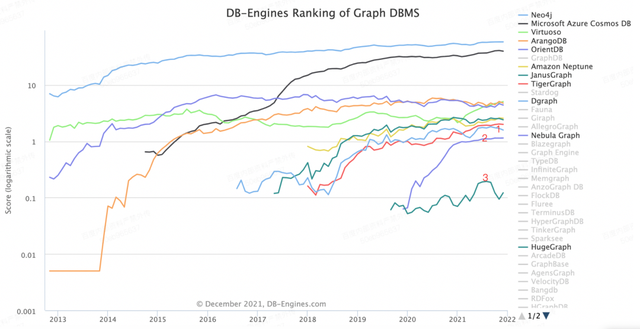 DB-Engines Ranking of Graph DBMS
Score (logarithmic scale)
10
1
0.1
0.01
0.001
2013
2014
2015
2016
2017
2018
2019
2020
2021
2022
1
2
3
© December 2021, DB-Engines.com
Neo4j
Microsoft Azure Cosmos DB
Virtuoso
ArangoDB
OrientDB
GraphDB
Amazon Neptune
JanusGraph
TigerGraph
Stardog
Dgraph
Fauna
Giraph
AllegroGraph
Nebula Graph
Blazegraph
Graph Engine
TypeDB
InfiniteGraph
Memgraph
AnzoGraph DB
FlockDB
Fluree
TerminusDB
HyperGraphDB
TinkerGraph
Sparksee
HugeGraph
ArcadeDB
GraphBase
AgensGraph
VelocityDB
Bangdb
RDFox
HGraphDB
1/2